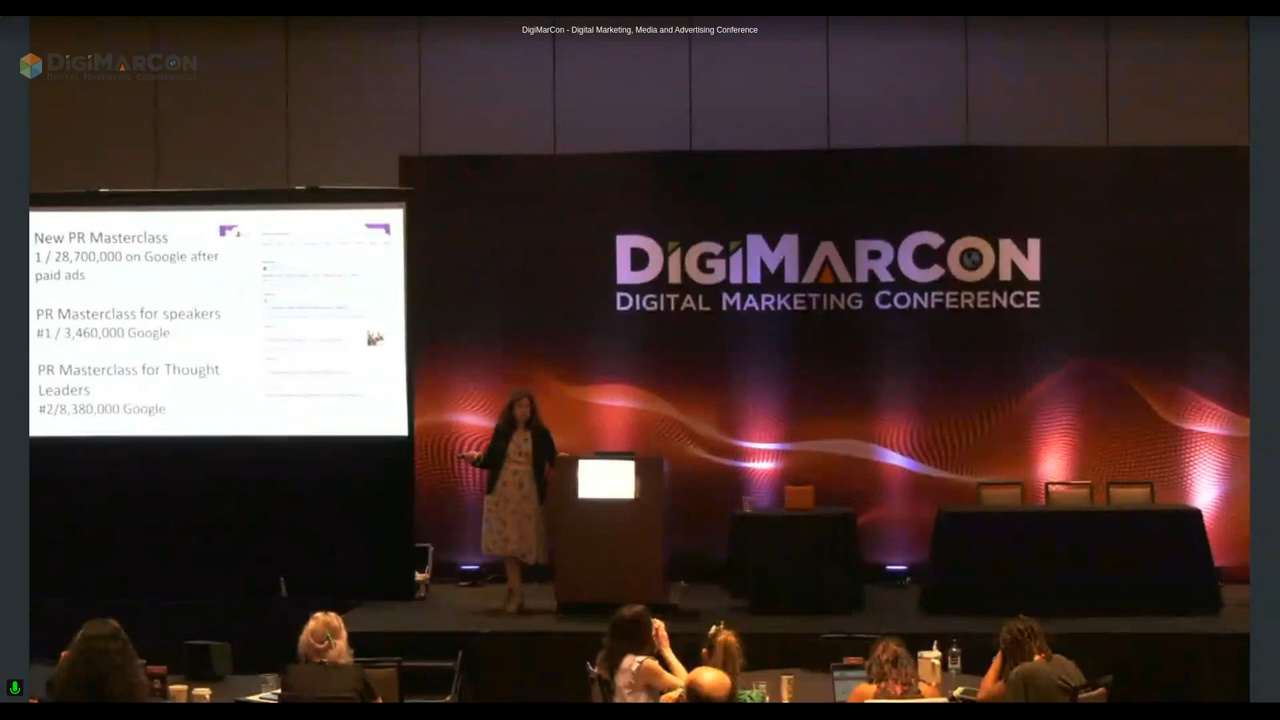 DigiMarCon - Digital Marketing, Media and Advertising Conference
DIGIMARCON
DIGITAL MARKETING CONFERENCES
New PR Masterclass
1 / 28,700,000 on Google after
paid ads
PR Masterclass for speakers
#1 / 3,460,000 Google
PR Masterclass for Thought
Leaders
#2/8,380,000 Google
DIGIMARCON
DIGITAL MARKETING CONFERENCE